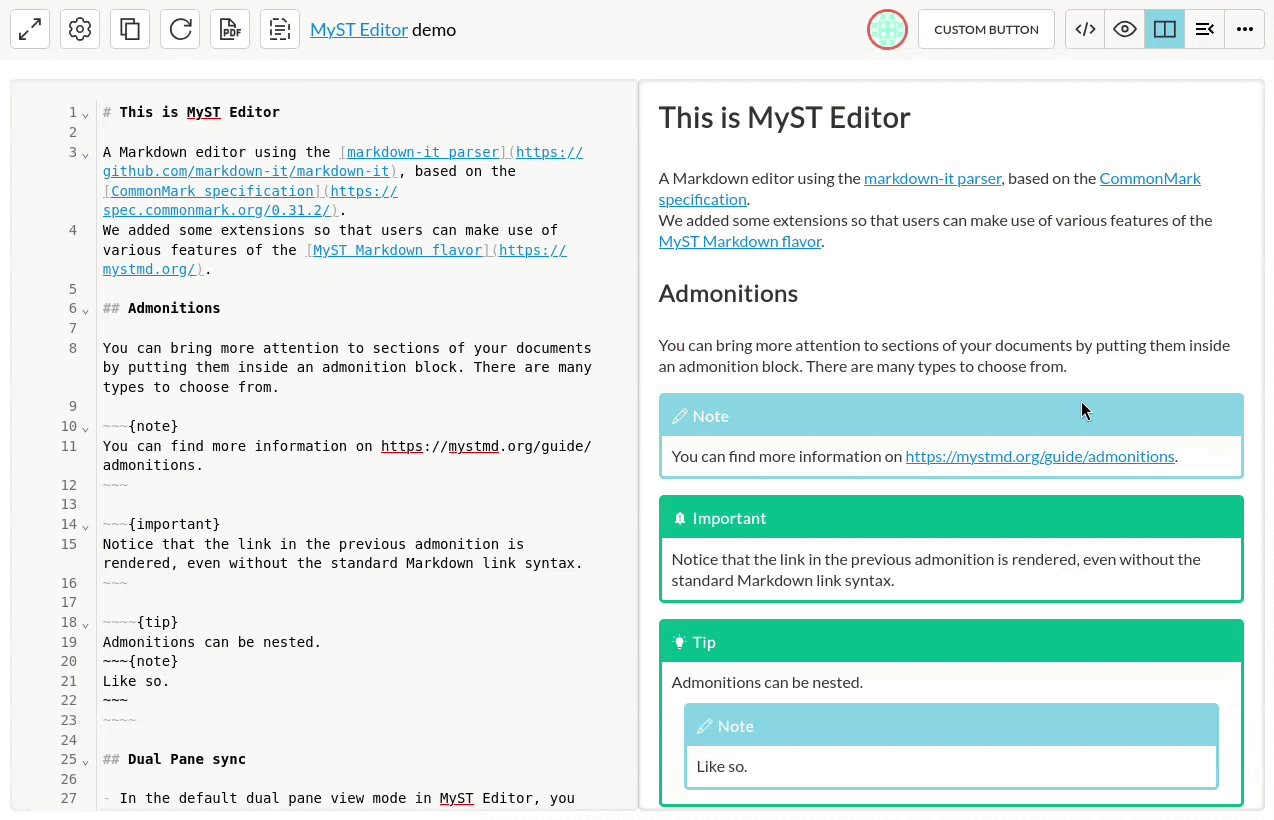 PDF
MyST Editor demo
CUSTOM BUTTON
1 # This is MyST Editor
2
3 A Markdown editor using the [markdown-it parser](https://
github.com/markdown-it/markdown-it), based on the
[CommonMark specification](https://
spec.commonmark.org/0.31.2/).
4 We added some extensions so that users can make use of
various features of the [MyST Markdown flavor](https://
mystmd.org/).
5
6 ## Admonitions
7
8 You can bring more attention to sections of your documents
by putting them inside an admonition block. There are many
types to choose from.
9
10 ~~~{note}
11 You can find more information on https://mystmd.org/guide/
admonitions.
12 ~~~
13
14 ~~~{important}
15 Notice that the link in the previous admonition is
rendered, even without the standard Markdown link syntax.
16 ~~~
17
18 ~~~~{tip}
19 Admonitions can be nested.
20 ~~~{note}
21 Like so.
22 ~~~
23 ~~~~
24
25 ## Dual Pane sync
26
27 - In the default dual pane view mode in MyST Editor, you
This is MyST Editor
A Markdown editor using the markdown-it parser, based on the CommonMark
specification.
We added some extensions so that users can make use of various features of the
MyST Markdown flavor.
Admonitions
You can bring more attention to sections of your documents by putting them inside
an admonition block. There are many types to choose from.
Note
You can find more information on https://mystmd.org/guide/admonitions.
Important
Notice that the link in the previous admonition is rendered, even without the
standard Markdown link syntax.
Tip
Admonitions can be nested.
Note
Like so.